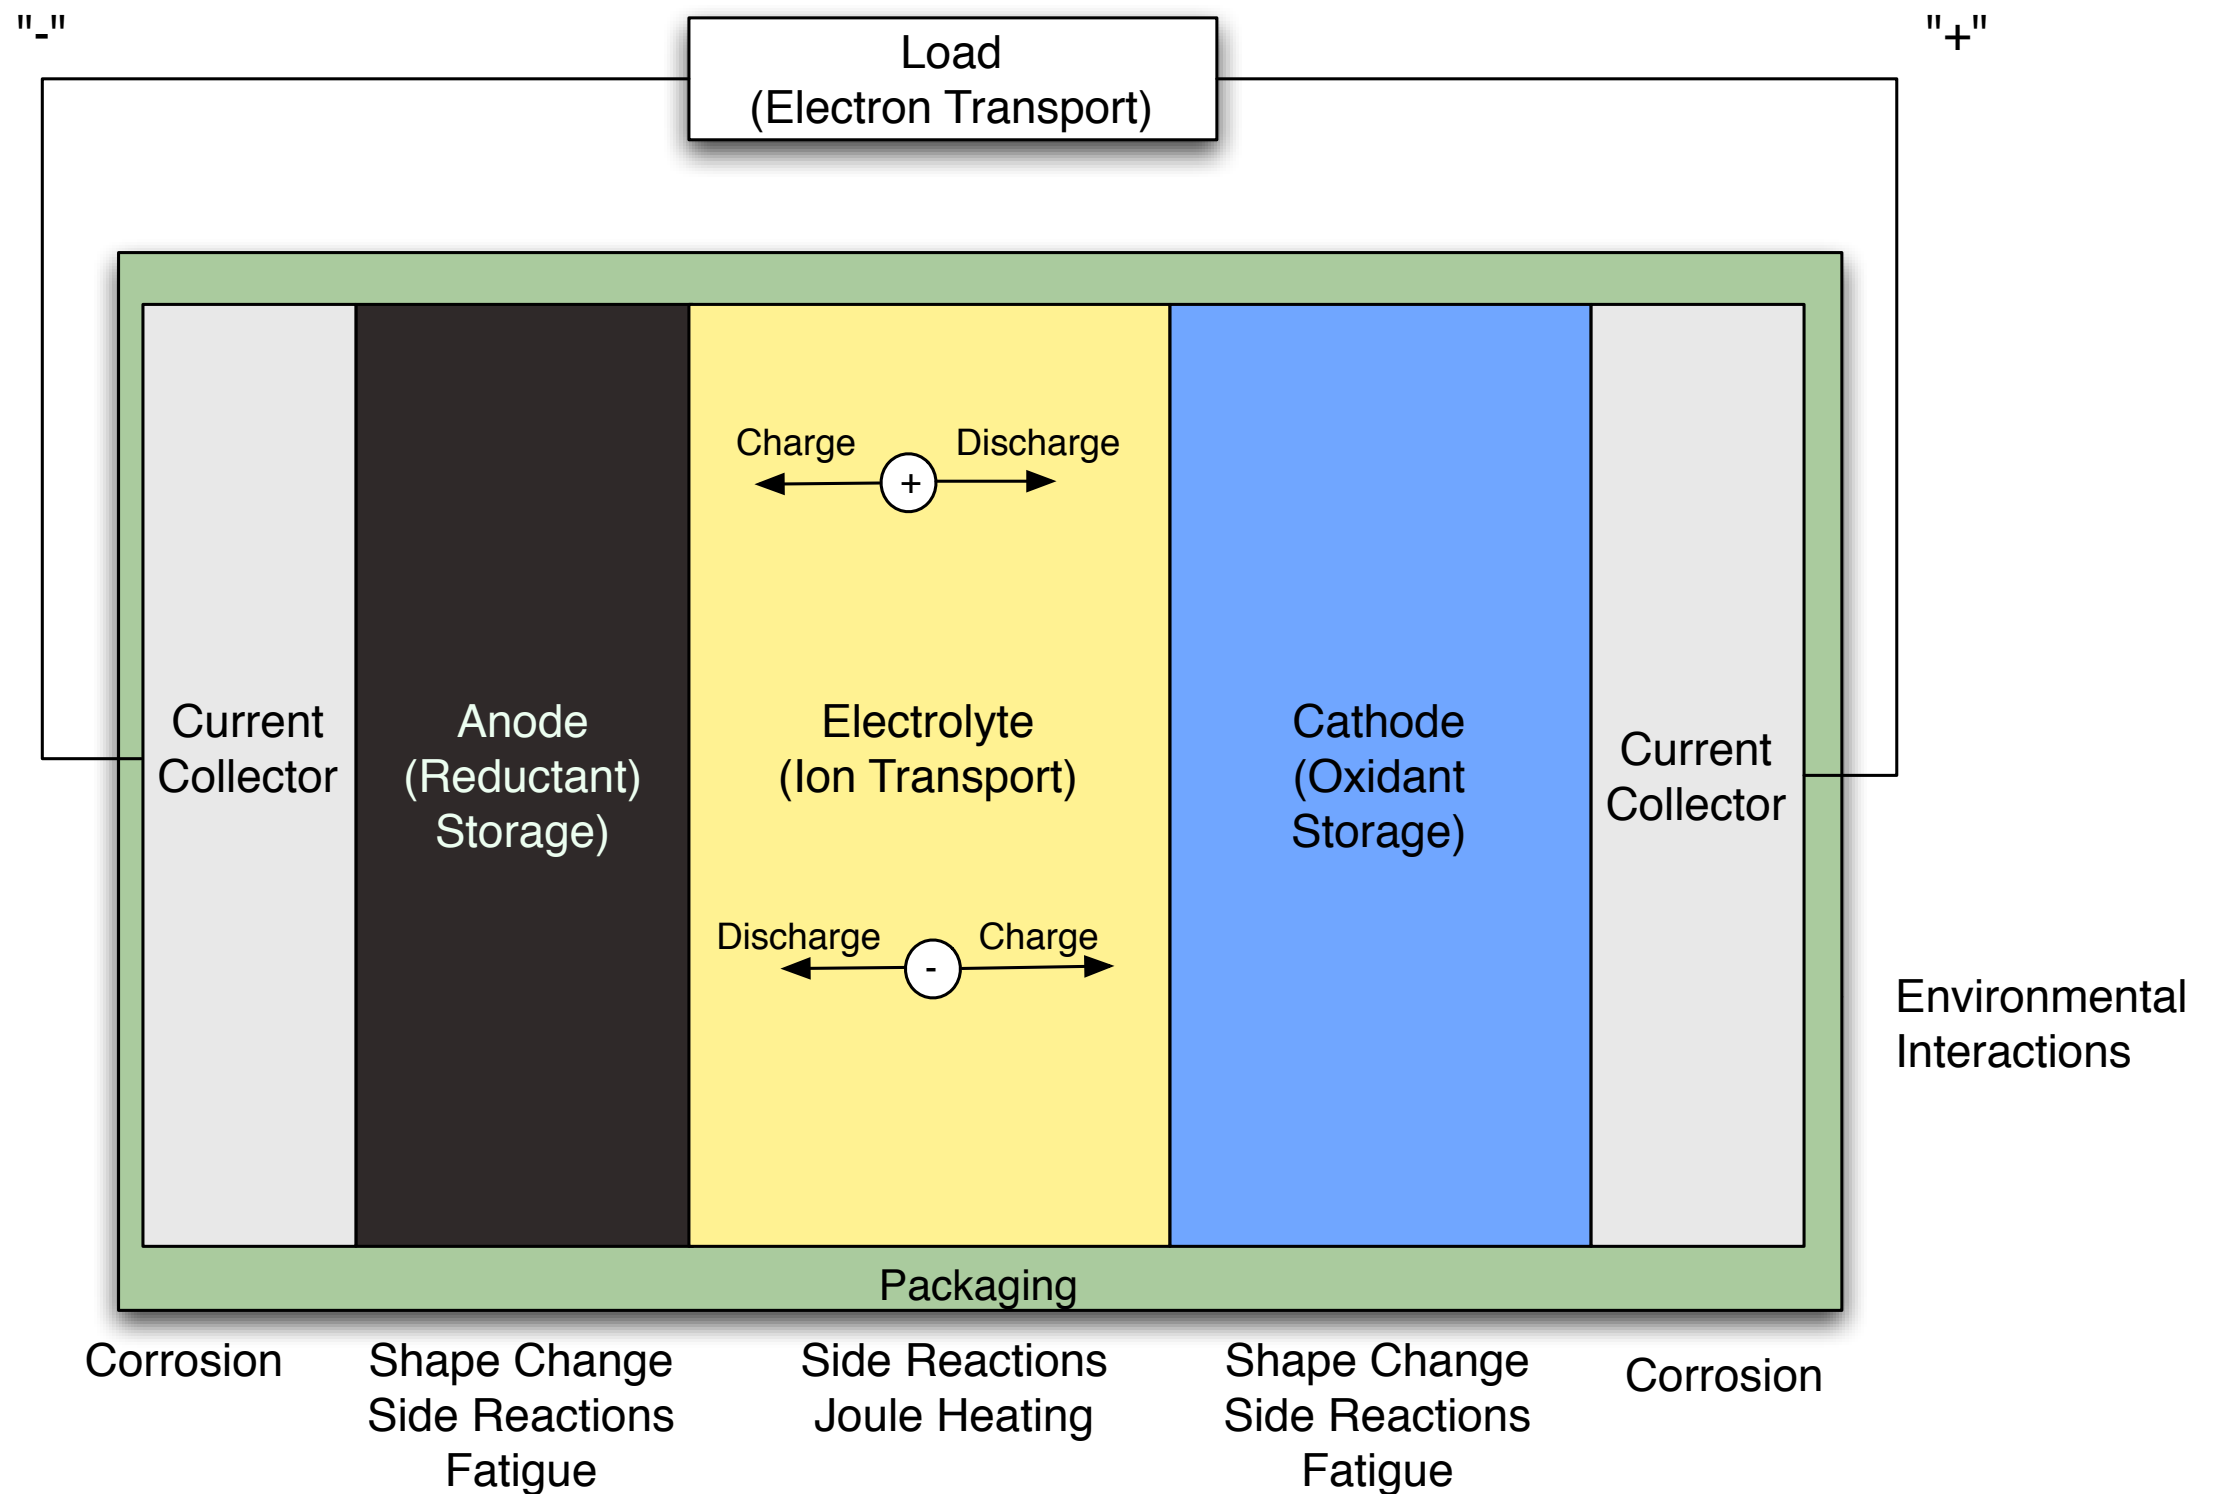 "-"
"+"
Load
(Electron Transport)
Charge
Discharge
+
Current
Collector
Anode
(Reductant)
Storage)
Electrolyte
(Ion Transport)
Cathode
(Oxidant
Storage)
Current
Collector
Discharge
Charge
-
Environmental
Interactions
Packaging
Corrosion
Shape Change
Side Reactions
Fatigue
Side Reactions
Joule Heating
Shape Change
Side Reactions
Fatigue
Corrosion